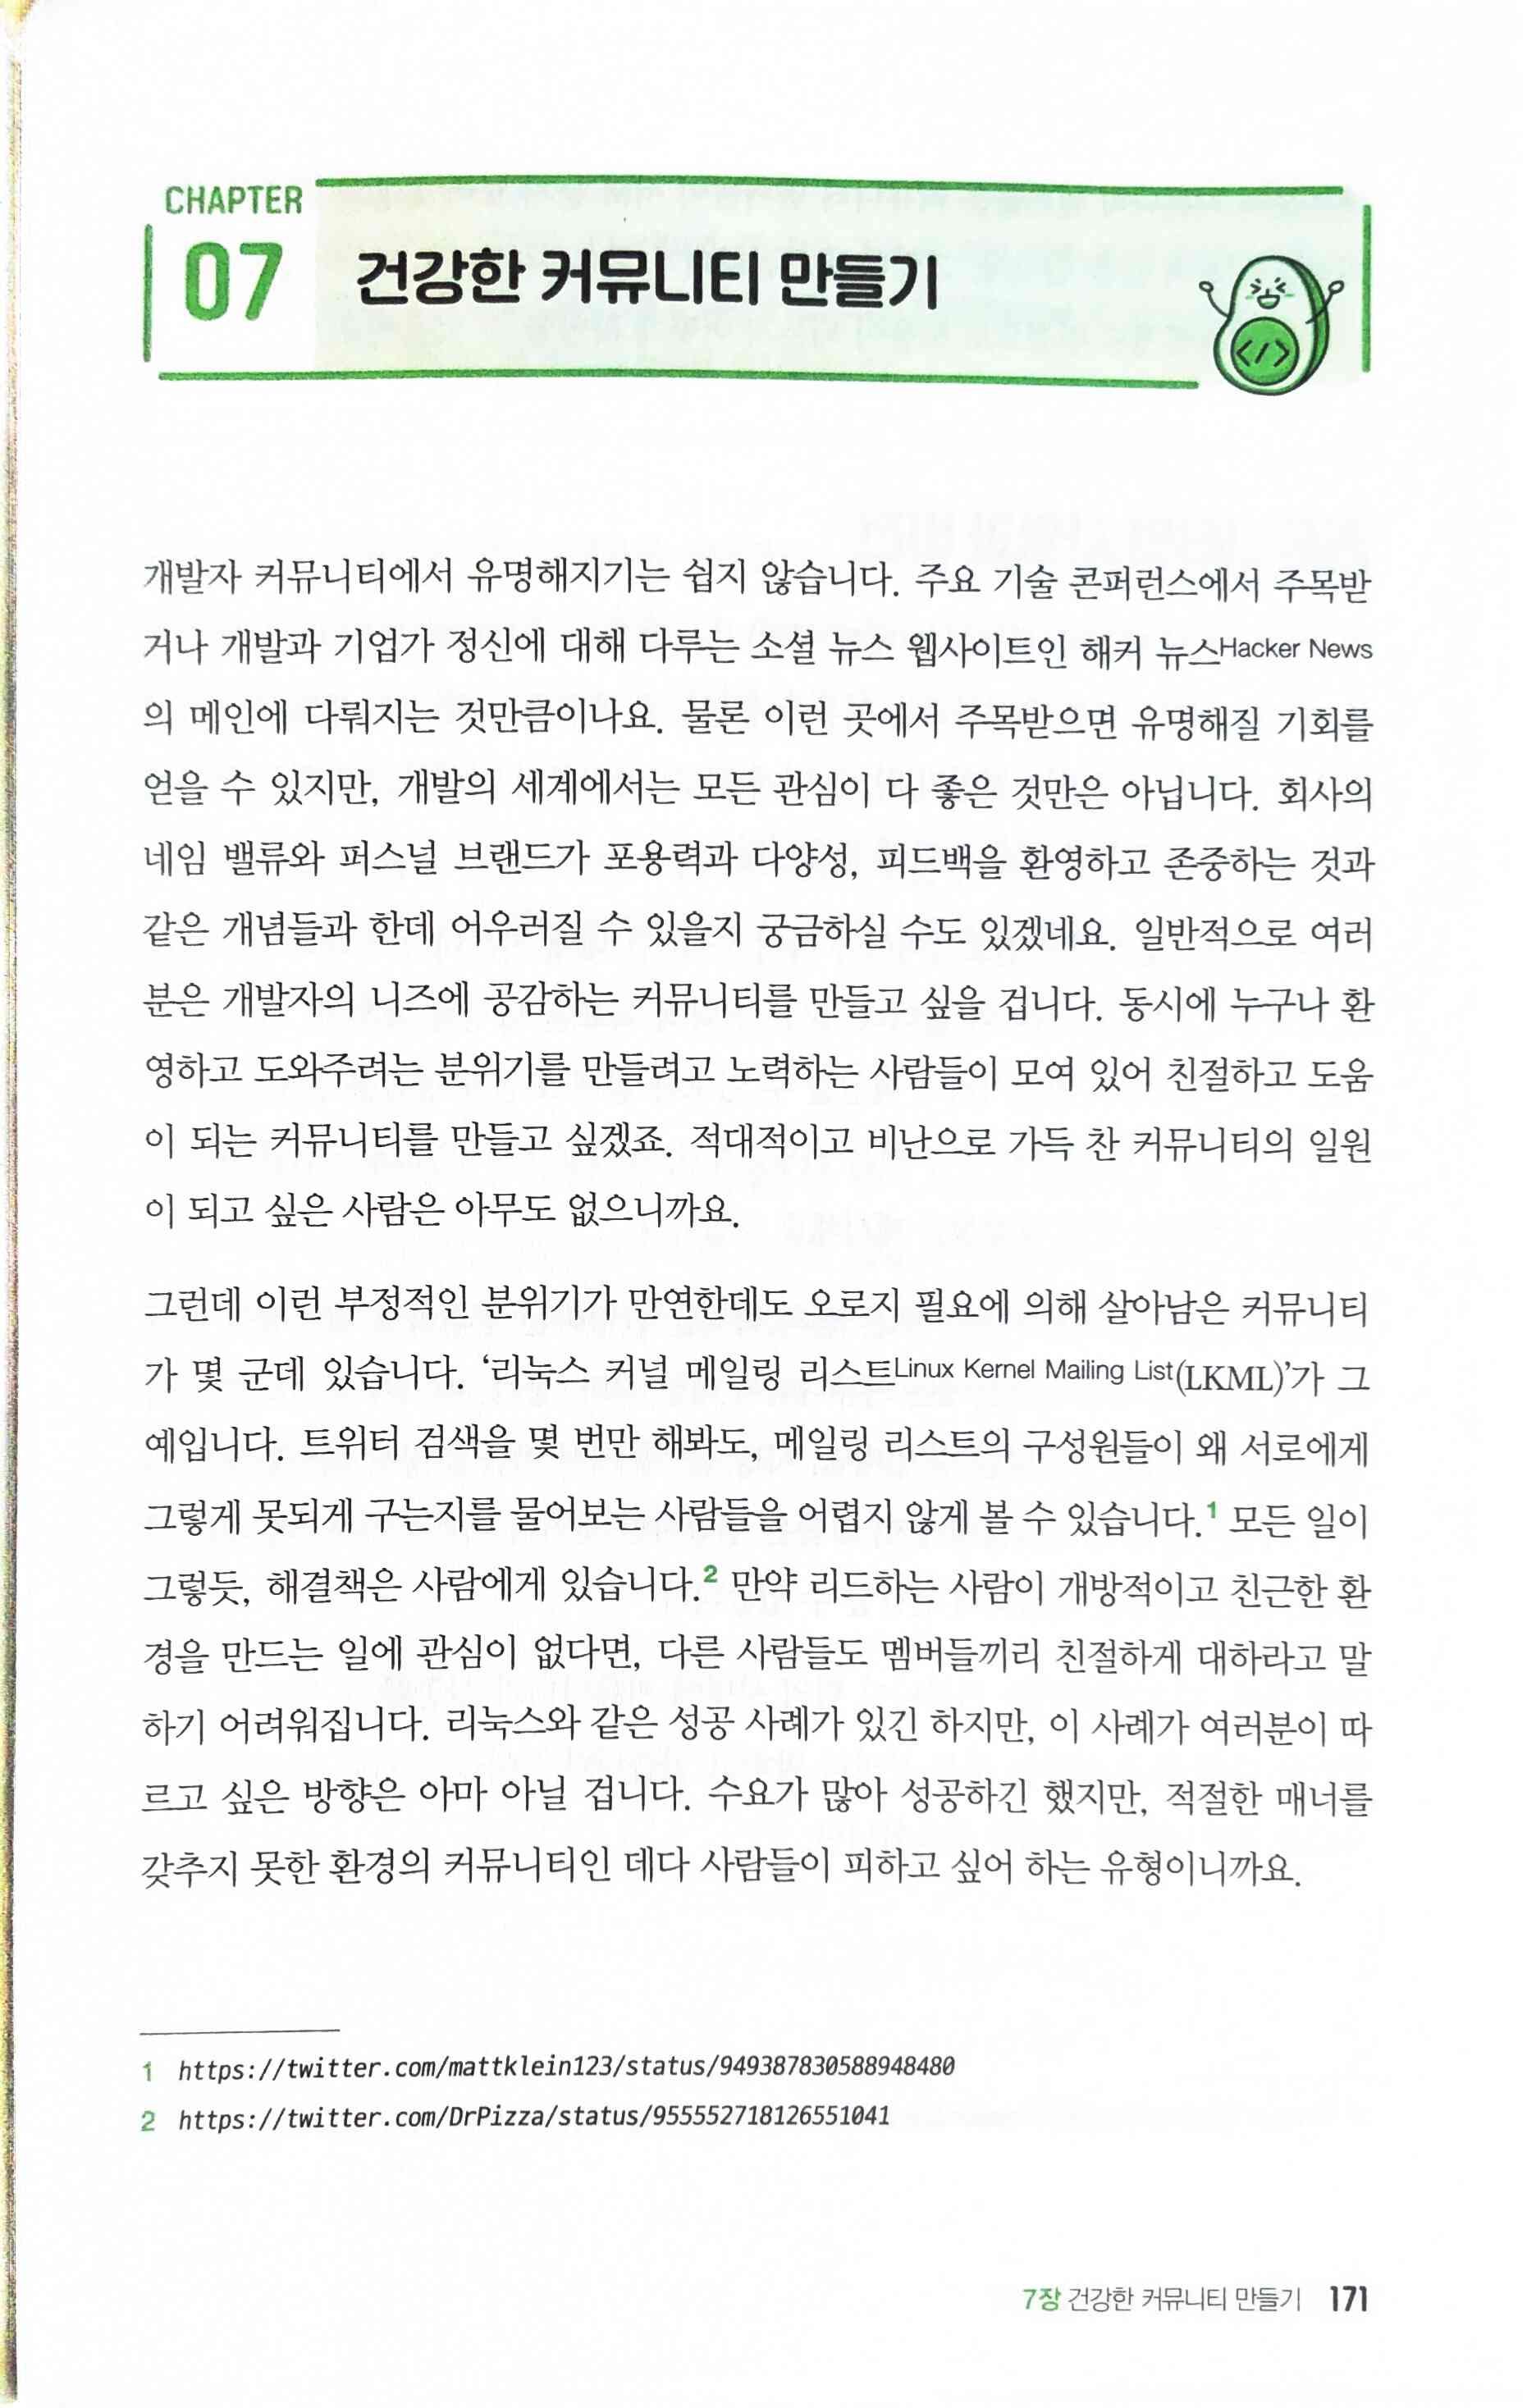 CHAPTER
07 건강한 커뮤니티 만들기
</>
개발자 커뮤니티에서 유명해지기는 쉽지 않습니다. 주요 기술 콘퍼런스에서 주목받
거나 개발과 기업가 정신에 대해 다루는 소셜 뉴스 웹사이트인 해커 뉴스Hacker News
의 메인에 다뤄지는 것만큼이나요. 물론 이런 곳에서 주목받으면 유명해질 기회를
얻을 수 있지만, 개발의 세계에서는 모든 관심이 다 좋은 것만은 아닙니다. 회사의
네임 밸류와 퍼스널 브랜드가 포용력과 다양성, 피드백을 환영하고 존중하는 것과
같은 개념들과 한데 어우러질 수 있을지 궁금하실 수도 있겠네요. 일반적으로 여러
분은 개발자의 니즈에 공감하는 커뮤니티를 만들고 싶을 겁니다. 동시에 누구나 환
영하고 도와주려는 분위기를 만들려고 노력하는 사람들이 모여 있어 친절하고 도움
이 되는 커뮤니티를 만들고 싶겠죠. 적대적이고 비난으로 가득 찬 커뮤니티의 일원
이 되고 싶은 사람은 아무도 없으니까요.
그런데 이런 부정적인 분위기가 만연한데도 오로지 필요에 의해 살아남은 커뮤니티
가 몇 군데 있습니다. ‘리눅스 커널 메일링 리스트Linux Kernel Mailing List(LKML)’가 그
예입니다. 트위터 검색을 몇 번만 해봐도, 메일링 리스트의 구성원들이 왜 서로에게
그렇게 못되게 구는지를 물어보는 사람들을 어렵지 않게 볼 수 있습니다.1 모든 일이
그렇듯, 해결책은 사람에게 있습니다.2 만약 리드하는 사람이 개방적이고 친근한 환
경을 만드는 일에 관심이 없다면, 다른 사람들도 멤버들끼리 친절하게 대하라고 말
하기 어려워집니다. 리눅스와 같은 성공 사례가 있긴 하지만, 이 사례가 여러분이 따
르고 싶은 방향은 아마 아닐 겁니다. 수요가 많아 성공하긴 했지만, 적절한 매너를
갖추지 못한 환경의 커뮤니티인 데다 사람들이 피하고 싶어 하는 유형이니까요.
1 https://twitter.com/mattklein123/status/949387830588948480
2 https://twitter.com/DrPizza/status/955552718126551041
7장 건강한 커뮤니티 만들기 171